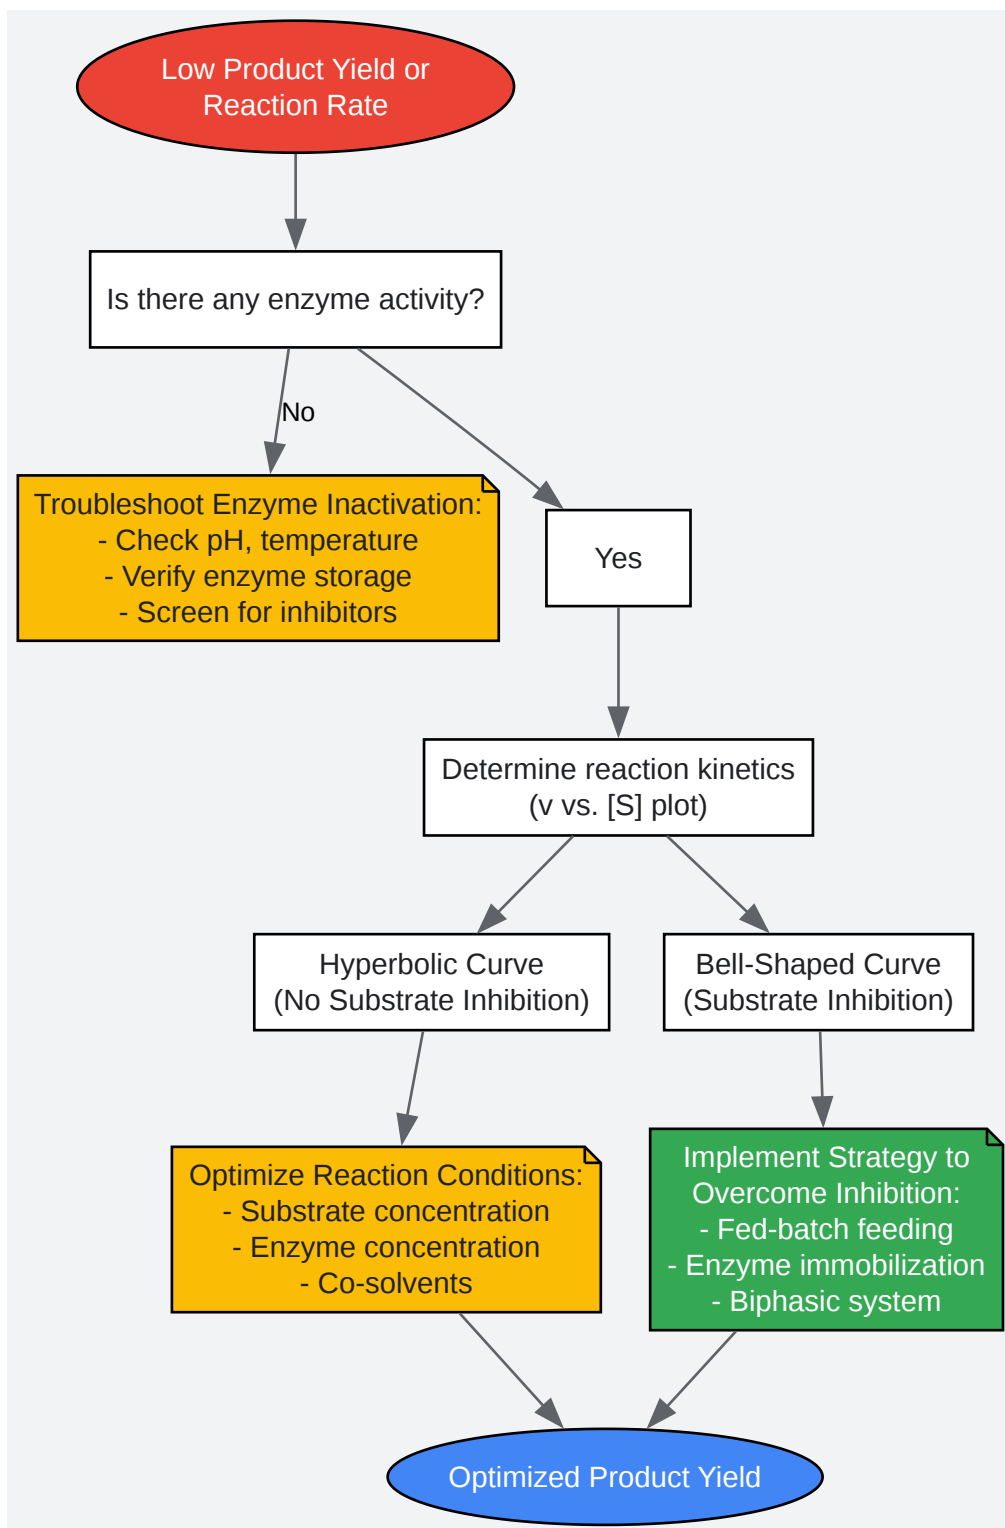 Low Product Yield or
Reaction Rate
Is there any enzyme activity?
No
Troubleshoot Enzyme Inactivation:
- Check pH, temperature
- Verify enzyme storage
- Screen for inhibitors
Yes
Determine reaction kinetics
(v vs. [S] plot)
Hyperbolic Curve
(No Substrate Inhibition)
Bell-Shaped Curve
(Substrate Inhibition)
Optimize Reaction Conditions:
- Substrate concentration
- Enzyme concentration
- Co-solvents
Implement Strategy to
Overcome Inhibition:
- Fed-batch feeding
- Enzyme immobilization
- Biphasic system
Optimized Product Yield